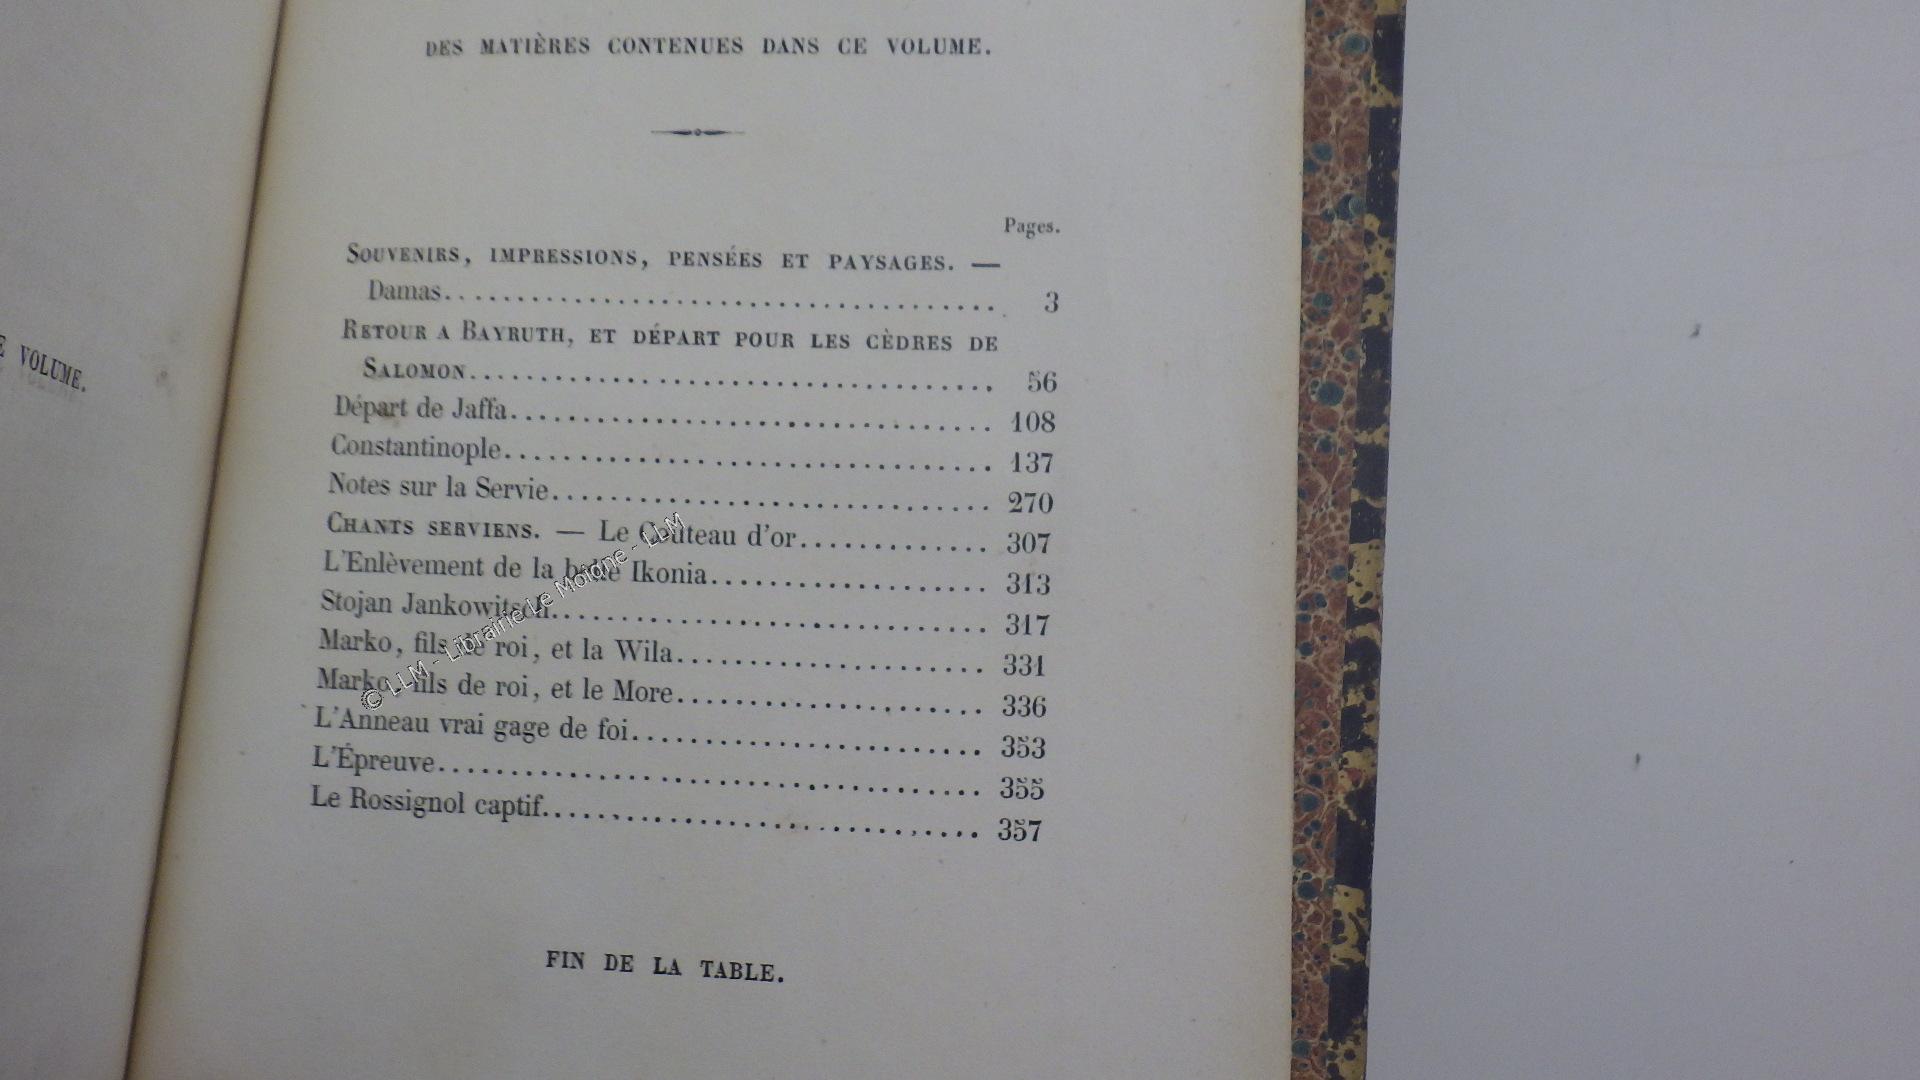 VOLUME.
DES MATIÈRES CONTENUES DANS CE VOLUME.
Pages.
SOUVENIRS, IMPRESSIONS, PENSÉES ET PAYSAGES. —
Damas........................................ 3
RETOUR A BAYRUTH, ET DÉPART POUR LES CÈDRES DE
SALOMON..................................... 56
Départ de Jaffa................................. 108
Constantinople.................................. 137
Notes sur la Servie.............................. 270
CHANTS SERVIENS. — Le Couteau d'or............. 307
L'Enlèvement de la belle Ikonia................... 313
Stojan Jankowitsch.............................. 317
Marko, fils de roi, et la Wila..................... 331
Marko, fils de roi, et le More..................... 336
L'Anneau vrai gage de foi........................ 353
L'Épreuve...................................... 355
Le Rossignol captif.............................. 357
© LLM - Librairie Le Moigne - LLM
FIN DE LA TABLE.